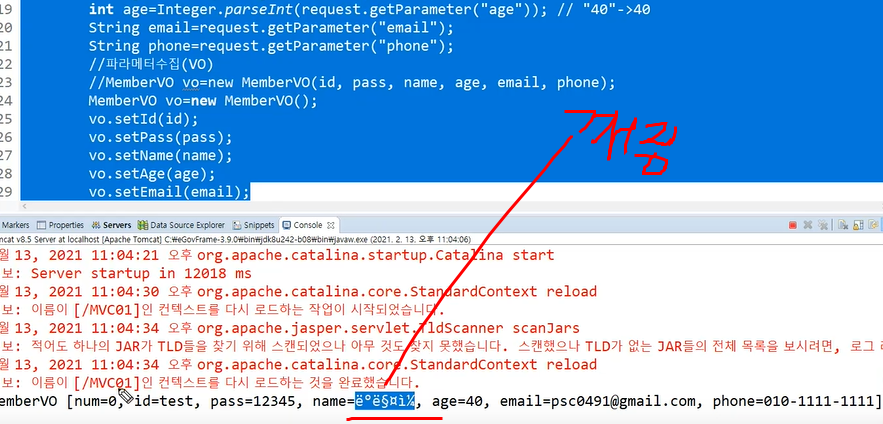 19 int age=Integer.parseInt(request.getParameter("age")); // "40"->40
20 String email=request.getParameter("email");
21 String phone=request.getParameter("phone");
22 //파라메터수집(VO)
23 //MemberVO vo=new MemberVO(id, pass, name, age, email, phone);
24 MemberVO vo=new MemberVO();
25 vo.setId(id);
26 vo.setPass(pass);
27 vo.setName(name);
28 vo.setAge(age);
29 vo.setEmail(email);
깨짐
Markers Properties Servers Data Source Explorer Snippets Console
mcat v8.5 Server at localhost [Apache Tomcat] C:\eGovFrame-3.9.0\bin\jdk8u242-b08\bin\javaw.exe (2021. 2. 13. 오후 11:04:06)
월 13, 2021 11:04:21 오후 org.apache.catalina.startup.Catalina start
보: Server startup in 12018 ms
월 13, 2021 11:04:30 오후 org.apache.catalina.core.StandardContext reload
보: 이름이 [/MVC01]인 컨텍스트를 다시 로드하는 작업이 시작되었습니다.
월 13, 2021 11:04:34 오후 org.apache.jasper.servlet.TldScanner scanJars
보: 적어도 하나의 JAR가 TLD들을 찾기 위해 스캔되었으나 아무 것도 찾지 못했습니다. 스캔했으나 TLD가 없는 JAR들의 전체 목록을 보시려면, 로그
월 13, 2021 11:04:34 오후 org.apache.catalina.core.StandardContext reload
보: 이름이 [/MVC01]인 컨텍스트를 다시 로드하는 것을 완료했습니다.
emberVO [num=0, id=test, pass=12345, name=ë°ë§¤ì¼, age=40, email=psc0491@gmail.com, phone=010-1111-1111]